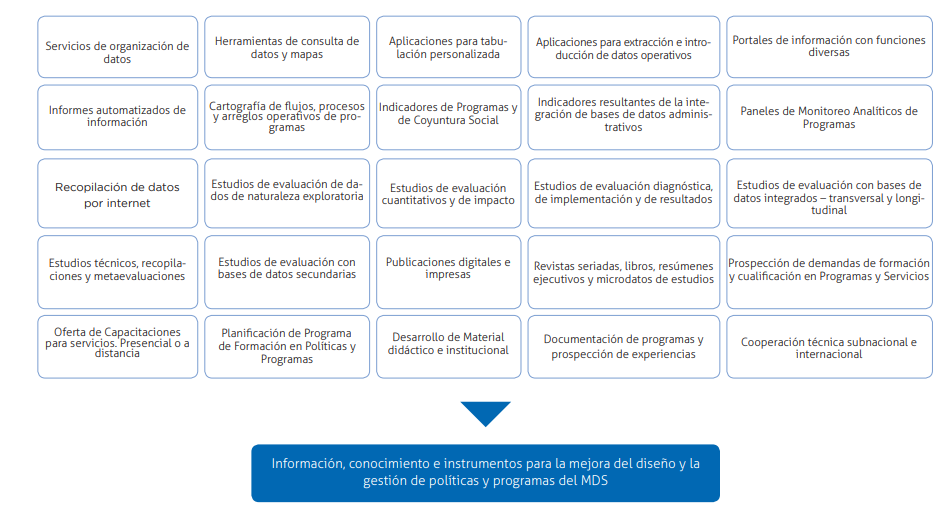 Servicios de organización de
datos
Herramientas de consulta de
datos y mapas
Aplicaciones para tabu-
lación personalizada
Aplicaciones para extracción e intro-
ducción de datos operativos
Portales de información con funciones
diversas
Informes automatizados de
información
Cartografía de flujos, procesos
y arreglos operativos de pro-
gramas
Indicadores de Programas y
de Coyuntura Social
Indicadores resultantes de la inte-
gración de bases de datos adminis-
trativos
Paneles de Monitoreo Analíticos de
Programas
Recopilación de datos
por internet
Estudios de evaluación de da-
dos de naturaleza exploratoria
Estudios de evaluación
cuantitativos y de impacto
Estudios de evaluación diagnóstica,
de implementación y de resultados
Estudios de evaluación con bases de
datos integrados – transversal y longi-
tudinal
Estudios técnicos, recopila-
ciones y metaevaluaciones
Estudios de evaluación con
bases de datos secundarias
Publicaciones digitales e
impresas
Revistas seriadas, libros, resúmenes
ejecutivos y microdatos de estudios
Prospección de demandas de formación
y cualificación en Programas y Servicios
Oferta de Capacitaciones
para servicios. Presencial o a
distancia
Planificación de Programa
de Formación en Políticas y
Programas
Desarrollo de Material
didáctico e institucional
Documentación de programas y
prospección de experiencias
Cooperación técnica subnacional e
internacional
Información, conocimiento e instrumentos para la mejora del diseño y la
gestión de políticas y programas del MDS